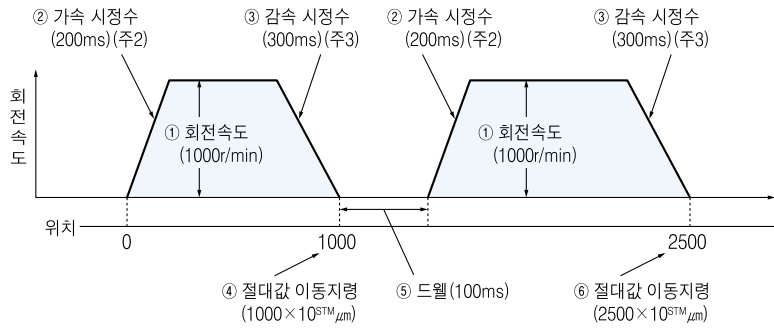 ② 가속 시정수
(200ms)(주2)
③ 감속 시정수
(300ms)(주3)
② 가속 시정수
(200ms)(주2)
③ 감속 시정수
(300ms)(주3)
회전속도
① 회전속도
(1000r/min)
① 회전속도
(1000r/min)
위치
0
1000
2500
④ 절대값 이동지령
(1000×10ˢᵀᴹ㎛)
⑤ 드웰(100ms)
⑥ 절대값 이동지령
(2500×10ˢᵀᴹ㎛)